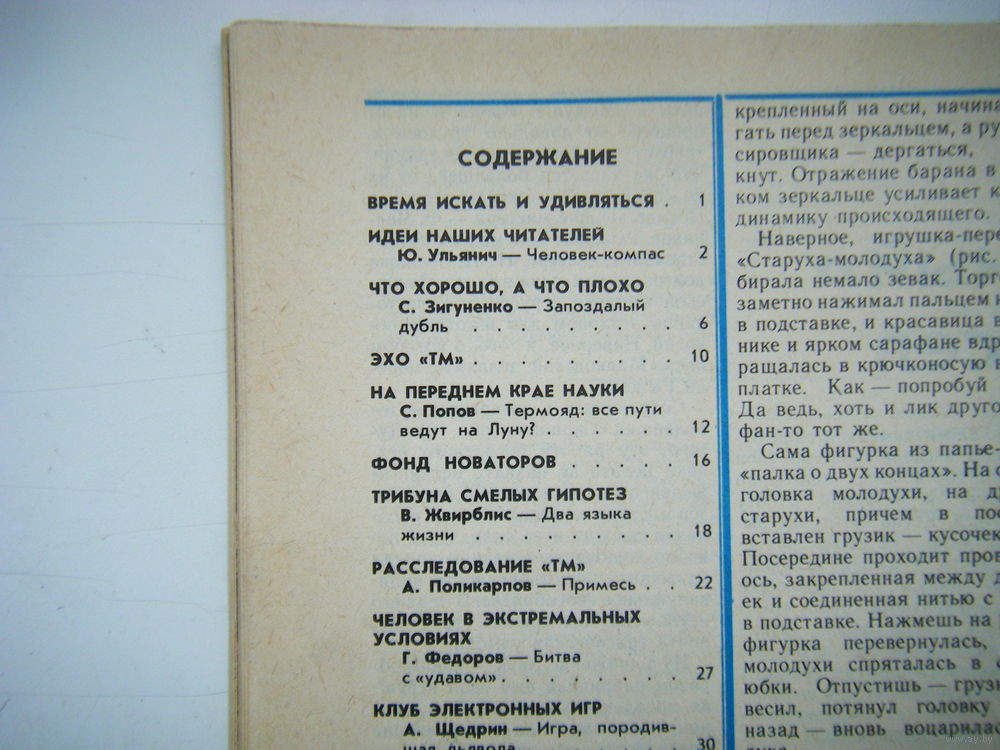 СОДЕРЖАНИЕ
ВРЕМЯ ИСКАТЬ И УДИВЛЯТЬСЯ . 1
ИДЕИ НАШИХ ЧИТАТЕЛЕЙ
Ю. Ульянич — Человек-компас 2
ЧТО ХОРОШО, А ЧТО ПЛОХО
С. Зигуненко — Запоздалый
дубль . . . . . . . . . 6
ЭХО «ТМ» . . . . . . . . 10
НА ПЕРЕДНЕМ КРАЕ НАУКИ
С. Попов — Термояд: все пути
ведут на Луну? . . . . . . 12
ФОНД НОВАТОРОВ . . . . . 16
ТРИБУНА СМЕЛЫХ ГИПОТЕЗ
В. Жвирблис — Два языка
жизни . . . . . . . . . 18
РАССЛЕДОВАНИЕ «ТМ»
А. Поликарпов — Примесь . . 22
ЧЕЛОВЕК В ЭКСТРЕМАЛЬНЫХ
УСЛОВИЯХ
Г. Федоров — Битва
с «удавом» . . . . . . . . 27
КЛУБ ЭЛЕКТРОННЫХ ИГР
А. Щедрин — Игра, породив-
шая дьявола 30
крепленный на оси, начина
гать перед зеркальцем, а ру
сировщика — дергаться,
кнут. Отражение барана в
ком зеркальце усиливает к
динамику происходящего.
Наверное, игрушка-пере
«Старуха-молодуха» (рис.
бирала немало зевак. Торг
заметно нажимал пальцем н
в подставке, и красавица в
нике и ярком сарафане вдр
ращалась в крючконосую
платке. Как — попробуй
Да ведь, хоть и лик друго
фан-то тот же.
Сама фигурка из папье-
«палка о двух концах». На о
головка молодухи, на д
старухи, причем в пос
вставлен грузик — кусочек
Посередине проходит пров
ось, закрепленная между д
ек и соединенная нитью с
в подставке. Нажмешь на
фигурка перевернулась,
молодухи спряталась в
юбки. Отпустишь — грузи
весил, потянул головку
назад — вновь воцарилас